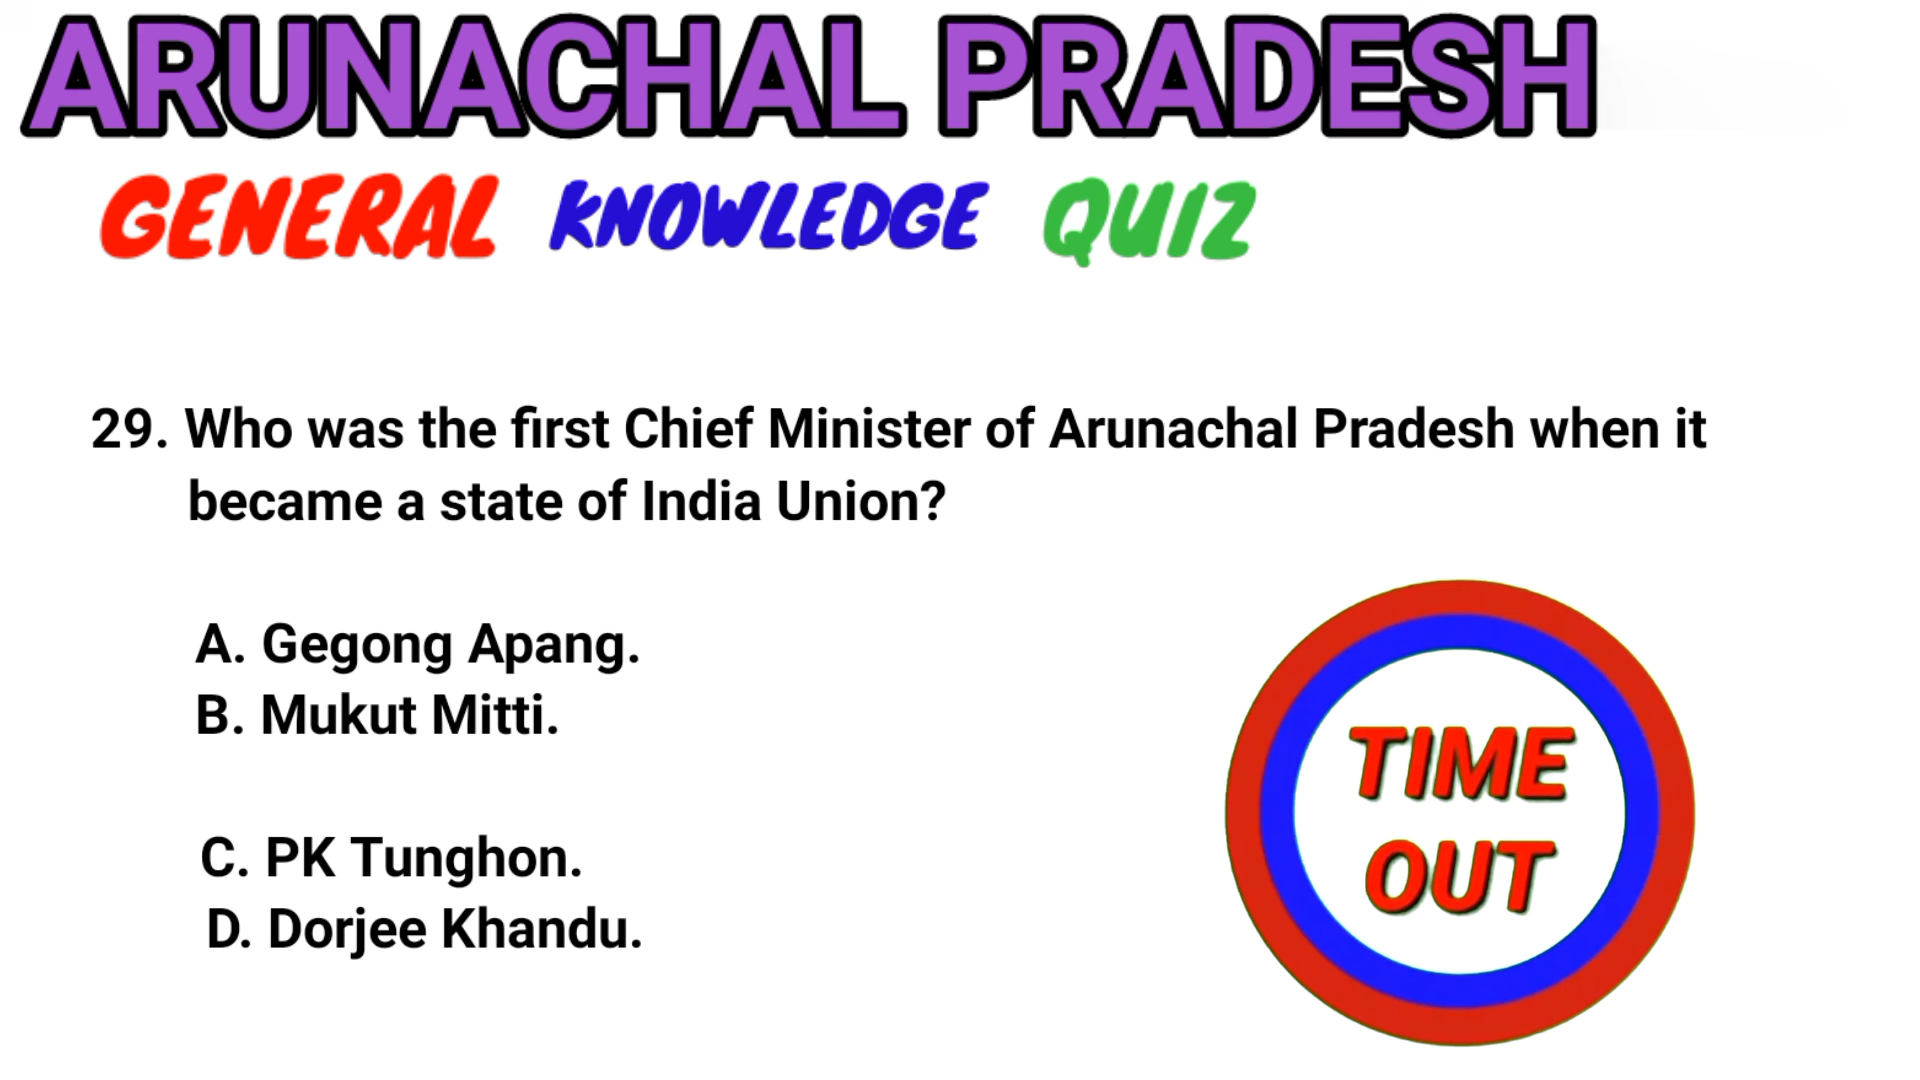 ARUNACHAL PRADESH
GENERAL KNOWLEDGE QUIZ
29. Who was the first Chief Minister of Arunachal Pradesh when it
became a state of India Union?
A. Gegong Apang.
B. Mukut Mitti.
C. PK Tunghon.
D. Dorjee Khandu.
TIME
OUT